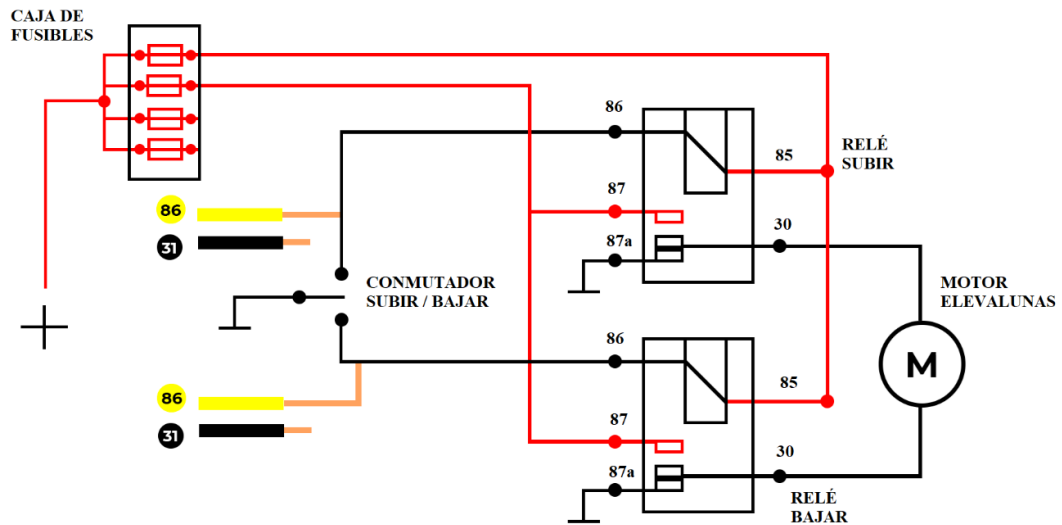 CAJA DE
FUSIBLES
86
31
CONMUTADOR
SUBIR / BAJAR
86
31
86
87
87a
85
30
RELÉ
SUBIR
86
87
87a
85
30
RELÉ
BAJAR
MOTOR
ELEVALUNAS
M